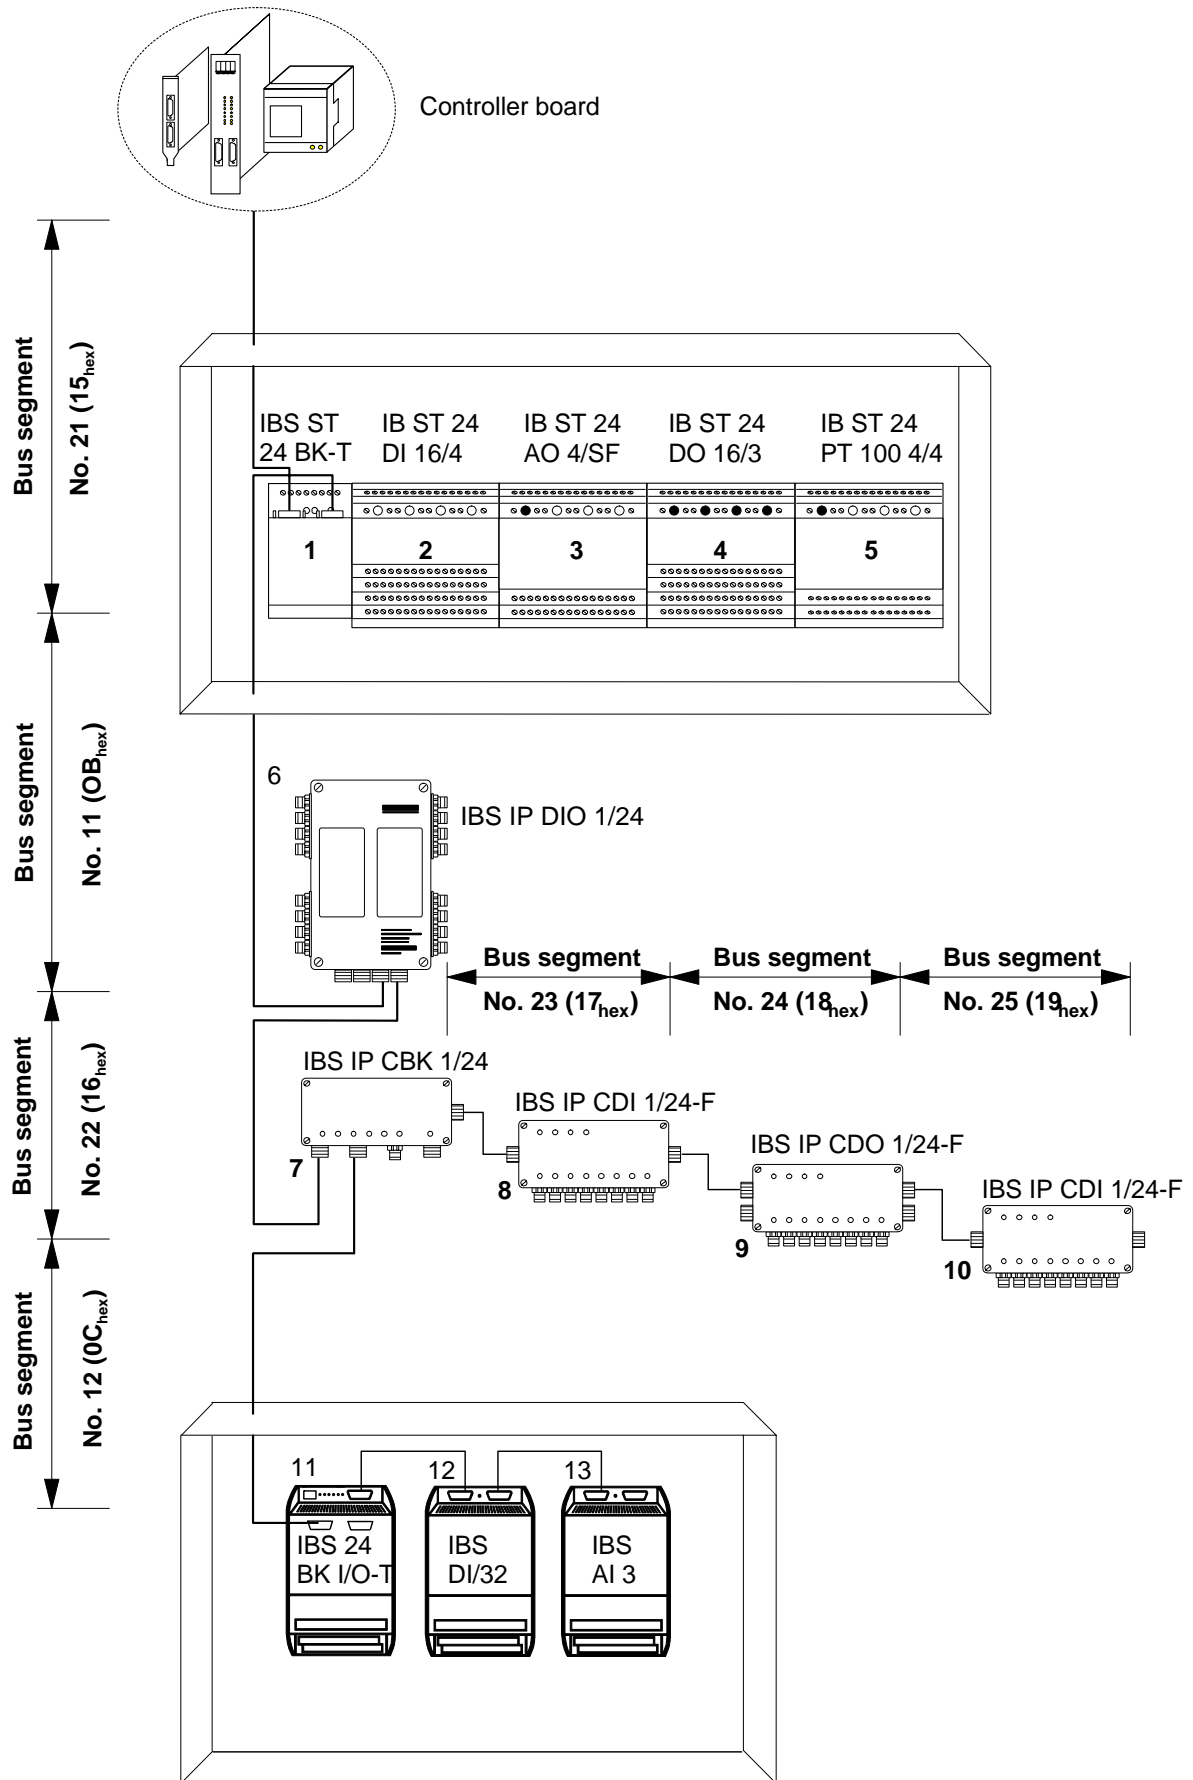 Controller board
Bus segment
No. 21 (15hex)
IBS ST
24 BK-T
IB ST 24
DI 16/4
IB ST 24
AO 4/SF
IB ST 24
DO 16/3
IB ST 24
PT 100 4/4
1
2
3
4
5
Bus segment
No. 11 (OBhex)
6
IBS IP DIO 1/24
Bus segment
No. 23 (17hex)
Bus segment
No. 24 (18hex)
Bus segment
No. 25 (19hex)
Bus segment
No. 22 (16hex)
IBS IP CBK 1/24
7
IBS IP CDI 1/24-F
8
IBS IP CDO 1/24-F
9
IBS IP CDI 1/24-F
10
Bus segment
No. 12 (0Chex)
11
IBS 24
BK I/O-T
12
IBS
DI/32
13
IBS
AI 3